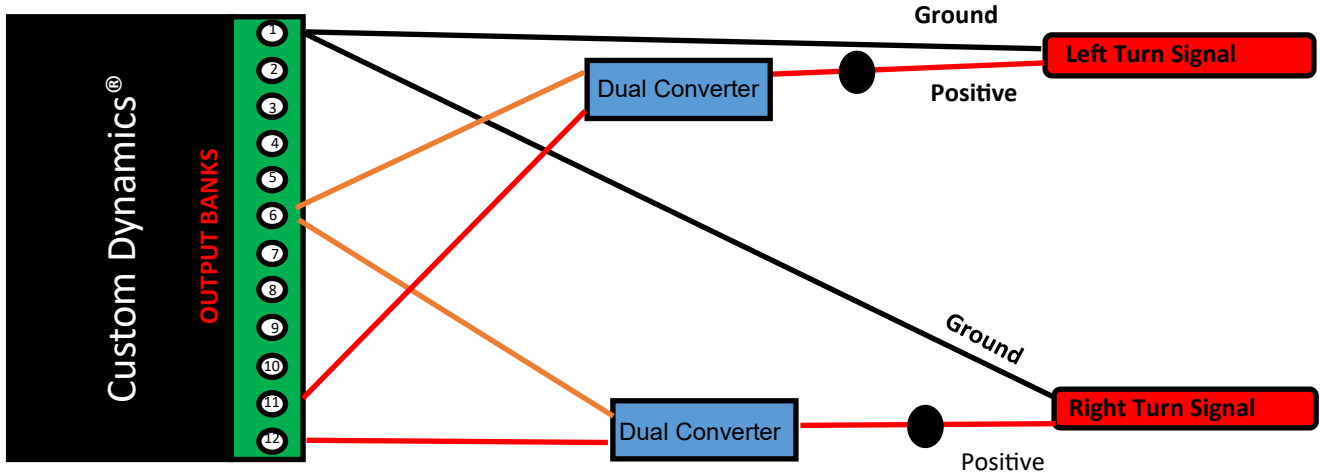 Custom Dynamics®
OUTPUT BANKS
1
2
3
4
5
6
7
8
9
10
11
12
Ground
Left Turn Signal
Dual Converter
Positive
Ground
Right Turn Signal
Dual Converter
Positive